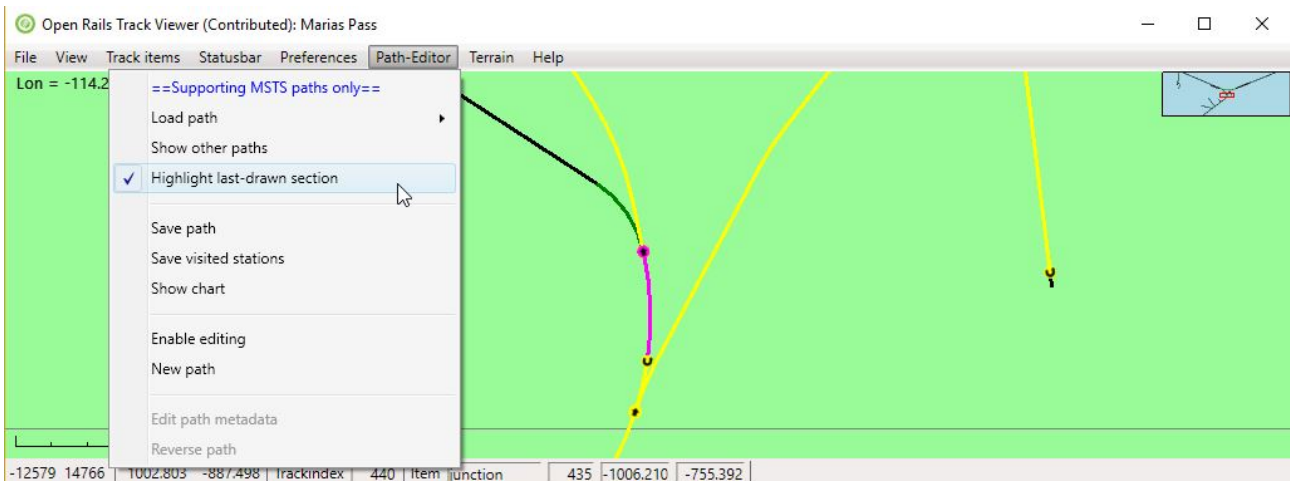 Open Rails Track Viewer (Contributed): Marias Pass
File View Track items Statusbar Preferences Path-Editor Terrain Help
Lon = -114.2
==Supporting MSTS paths only==
Load path
Show other paths
Highlight last-drawn section
Save path
Save visited stations
Show chart
Enable editing
New path
Edit path metadata
Reverse path
-12579 14766 1002.803 -887.498 Trackindex 440 Item junction 435 -1006.210 -755.392